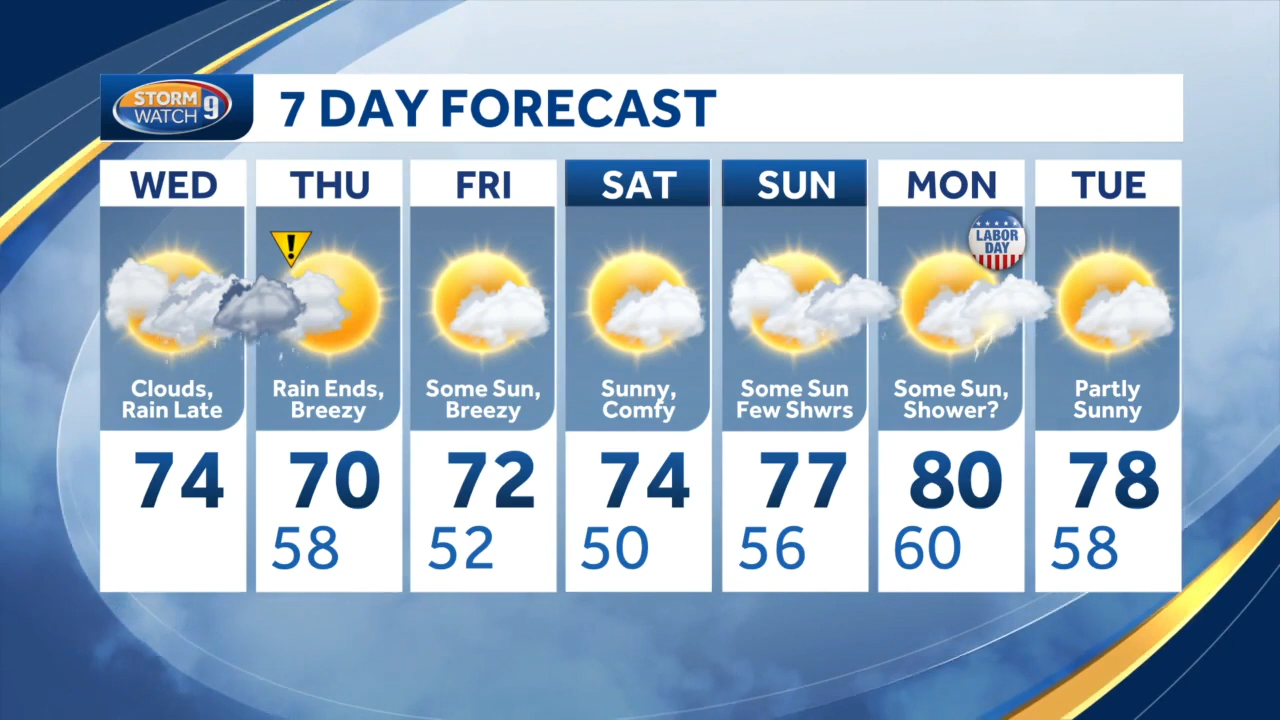 STORM
WATCH 9
7 DAY FORECAST
WED
THU
FRI
SAT
SUN
MON
TUE
!
LABOR
DAY
Clouds,
Rain Late
Rain Ends,
Breezy
Some Sun,
Breezy
Sunny,
Comfy
Some Sun
Few Shwrs
Some Sun,
Shower?
Partly
Sunny
74
70
72
74
77
80
78
58
52
50
56
60
58